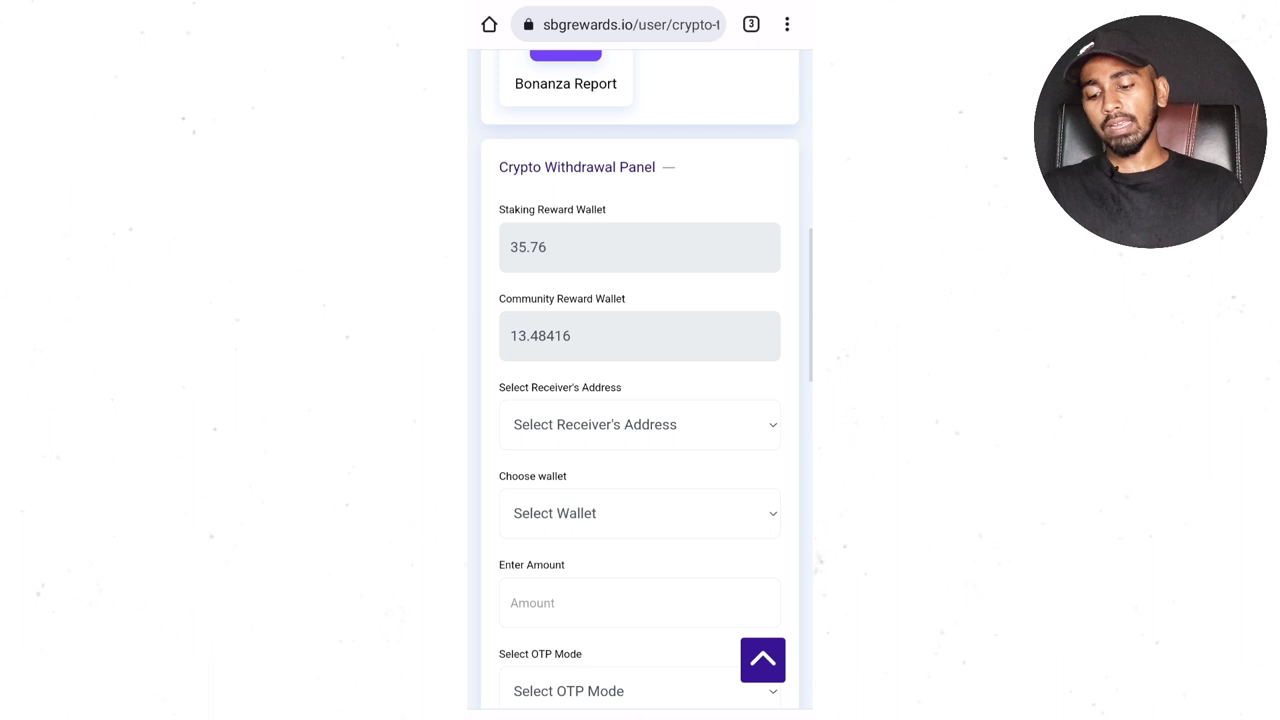 sbgrewards.io/user/crypto-t
3
Bonanza Report
Crypto Withdrawal Panel —
Staking Reward Wallet
35.76
Community Reward Wallet
13.48416
Select Receiver's Address
Select Receiver's Address
Choose wallet
Select Wallet
Enter Amount
Amount
Select OTP Mode
Select OTP Mode